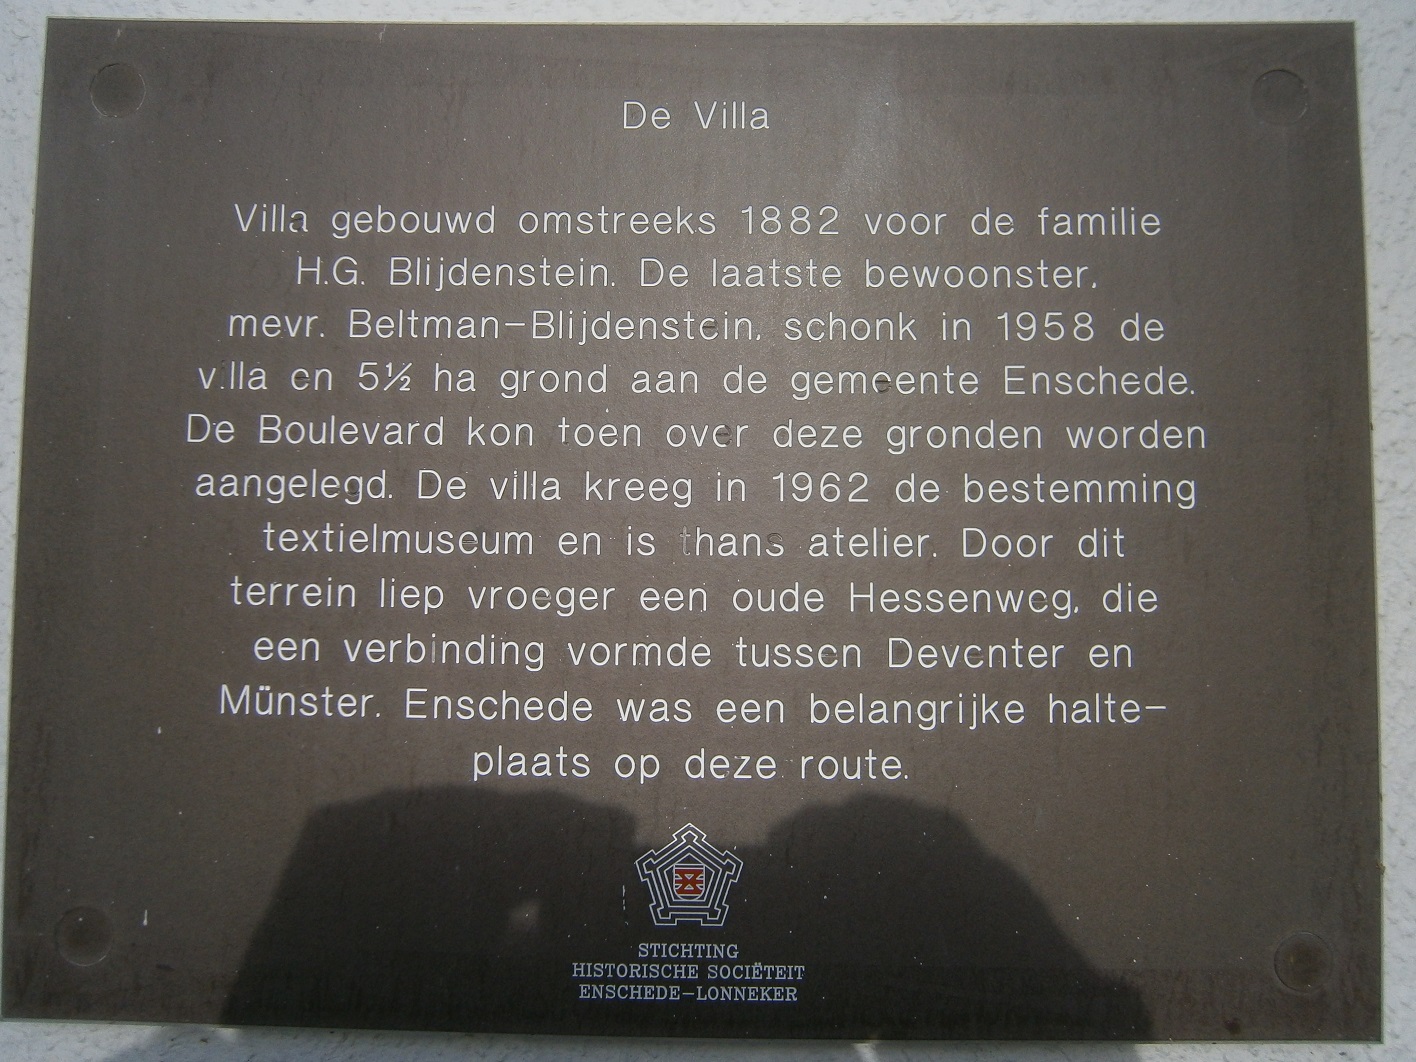 De Villa
Villa gebouwd omstreeks 1882 voor de familie
H.G. Blijdenstein. De laatste bewoonster,
mevr. Beltman-Blijdenstein, schonk in 1958 de
villa en 5½ ha grond aan de gemeente Enschede.
De Boulevard kon toen over deze gronden worden
aangelegd. De villa kreeg in 1962 de bestemming
textielmuseum en is thans atelier. Door dit
terrein liep vroeger een oude Hessenweg, die
een verbinding vormde tussen Deventer en
Münster. Enschede was een belangrijke halte-
plaats op deze route.
STICHTING
HISTORISCHE SOCIËTEIT
ENSCHEDE-LONNEKER